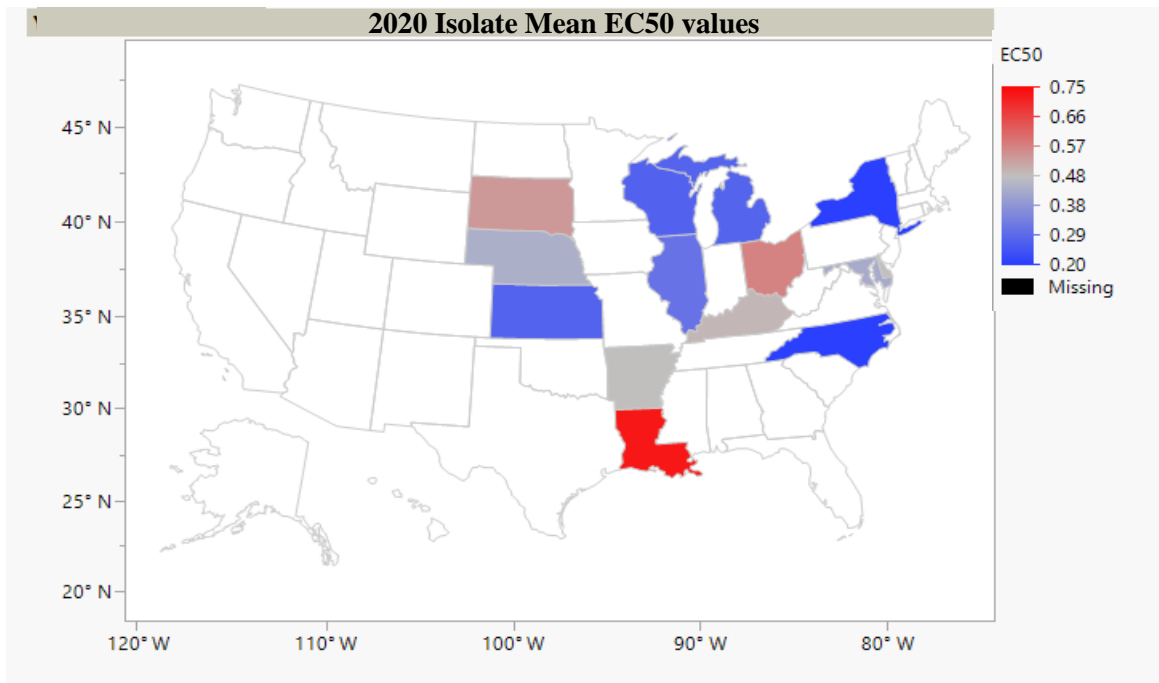 2020 Isolate Mean EC50 values
EC50
0.75
0.66
0.57
0.48
0.38
0.29
0.20
Missing
45° N
40° N
35° N
30° N
25° N
20° N
120° W
110° W
100° W
90° W
80° W